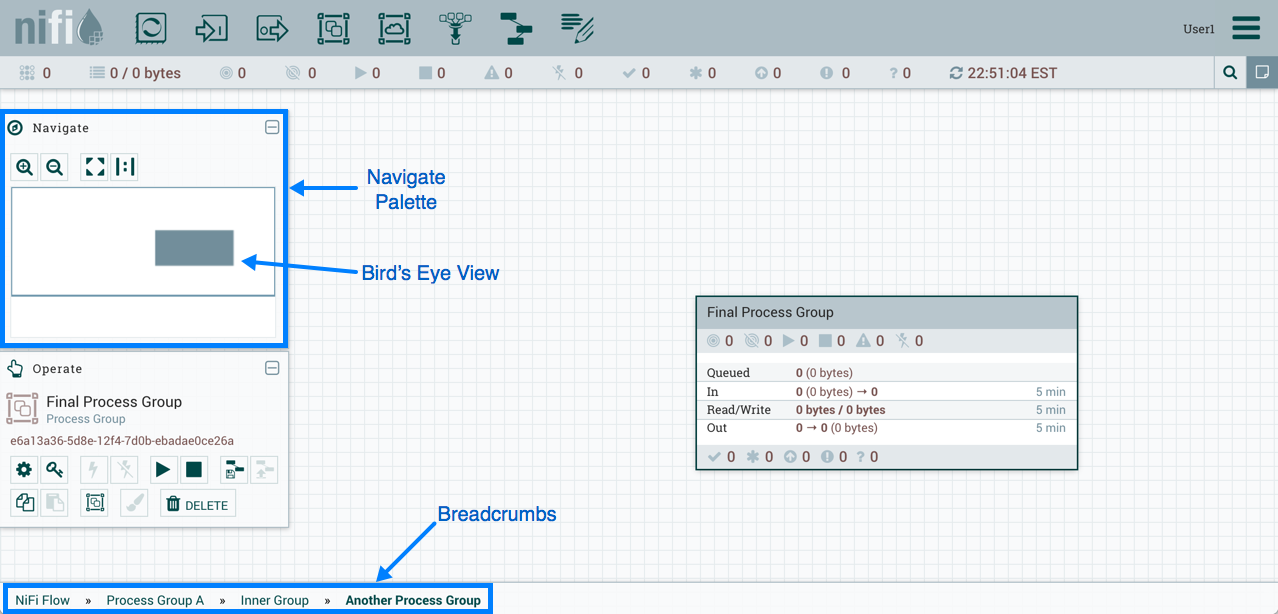 nifi
User1
0 0 / 0 bytes 0 0 0 0 0 0 0 0 0 0 ? 0 22:51:04 EST
Navigate
Navigate
Palette
Bird's Eye View
Final Process Group
0 0 0 0 0 0
Queued 0 (0 bytes)
In 0 (0 bytes) → 0 5 min
Read/Write 0 bytes / 0 bytes 5 min
Out 0 → 0 (0 bytes) 5 min
0 0 0 0 ? 0
Operate
Final Process Group
Process Group
e6a13a36-5d8e-12f4-7d0b-ebadae0ce26a
DELETE
Breadcrumbs
NiFi Flow » Process Group A » Inner Group » Another Process Group